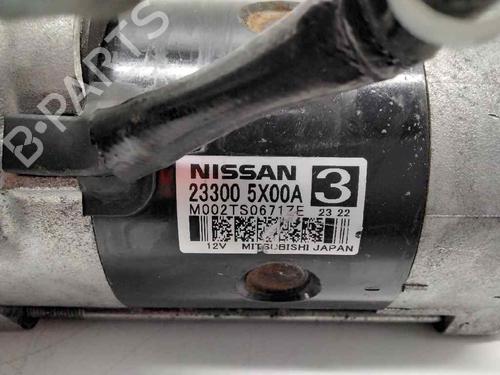 B-PARTS
NISSAN
23300 5X00A 3
M002TS0671ZE 23 22
12V MITSUBISHI JAPAN